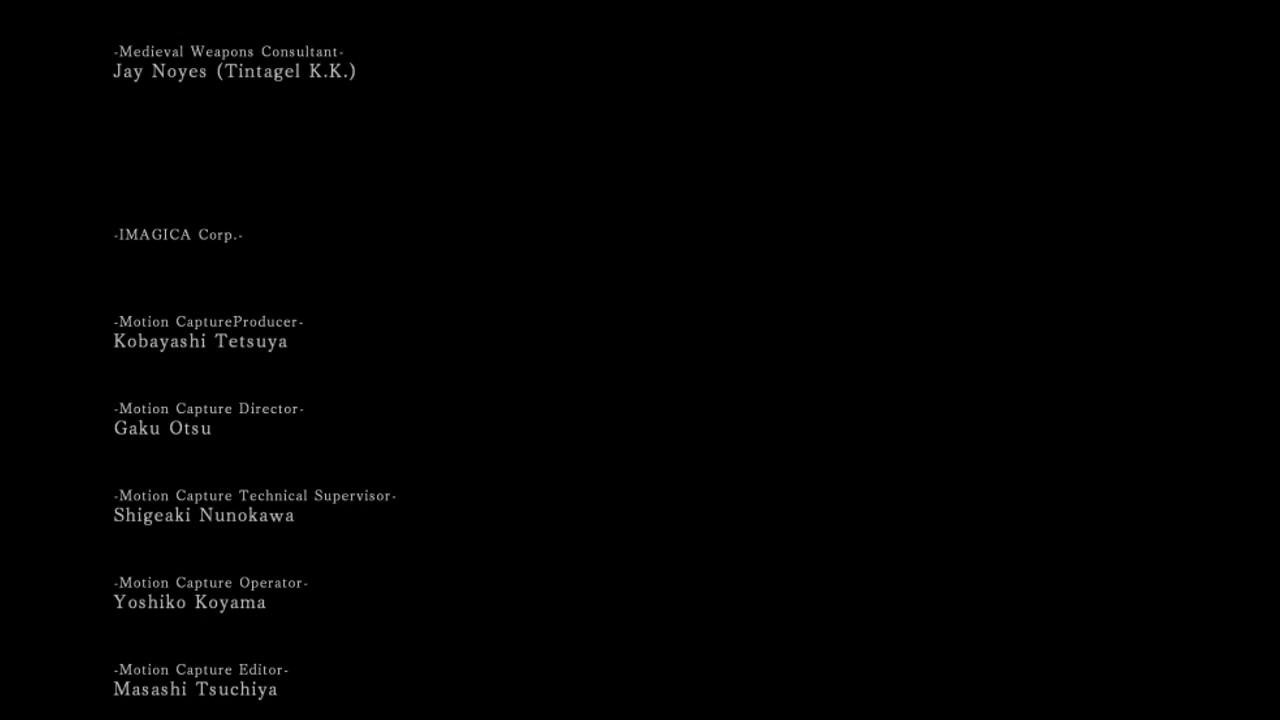 -Medieval Weapons Consultant-
Jay Noyes (Tintagel K.K.)
-IMAGICA Corp.-
-Motion CaptureProducer-
Kobayashi Tetsuya
-Motion Capture Director-
Gaku Otsu
-Motion Capture Technical Supervisor-
Shigeaki Nunokawa
-Motion Capture Operator-
Yoshiko Koyama
-Motion Capture Editor-
Masashi Tsuchiya